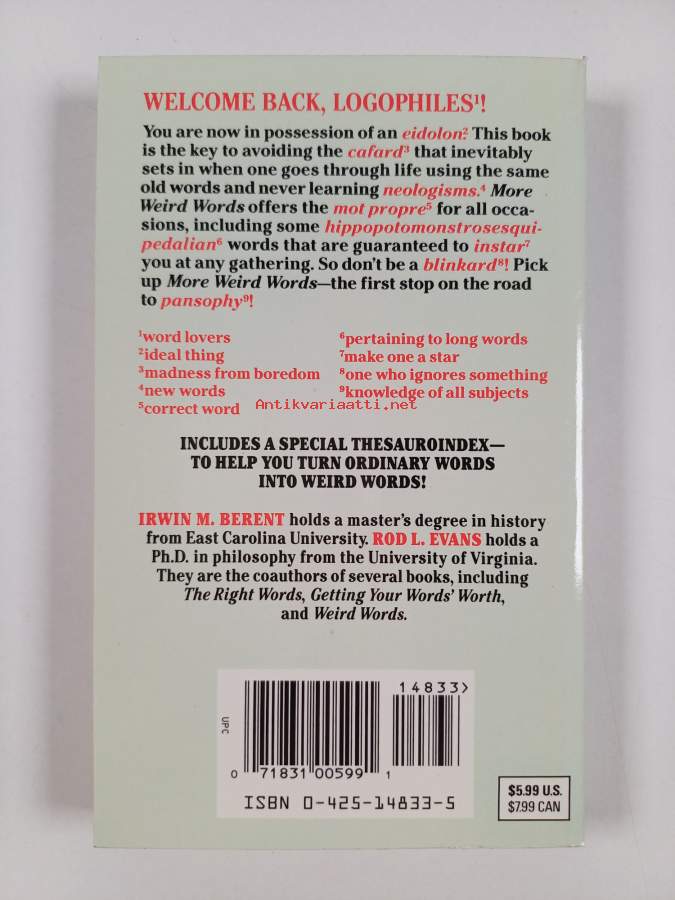 WELCOME BACK, LOGOPHILES¹!
You are now in possession of an eidolon.² This book
is the key to avoiding the cafard³ that inevitably
sets in when one goes through life using the same
old words and never learning neologisms.⁴ More
Weird Words offers the mot propre⁵ for all occa-
sions, including some hippopotomonstrosesqui-
pedalian⁶ words that are guaranteed to instar⁷
you at any gathering. So don't be a blinkard⁸! Pick
up More Weird Words—the first stop on the road
to pansophy⁹!
¹word lovers
²ideal thing
³madness from boredom
⁴new words
⁵correct word
⁶pertaining to long words
⁷make one a star
⁸one who ignores something
⁹knowledge of all subjects
Antikvariaatti.net
INCLUDES A SPECIAL THESAUROINDEX—
TO HELP YOU TURN ORDINARY WORDS
INTO WEIRD WORDS!
IRWIN M. BERENT holds a master's degree in history
from East Carolina University. ROD L. EVANS holds a
Ph.D. in philosophy from the University of Virginia.
They are the coauthors of several books, including
The Right Words, Getting Your Words' Worth,
and Weird Words.
UPC
14833>
0 71831 00599 1
ISBN 0-425-14833-5
$5.99 U.S.
$7.99 CAN